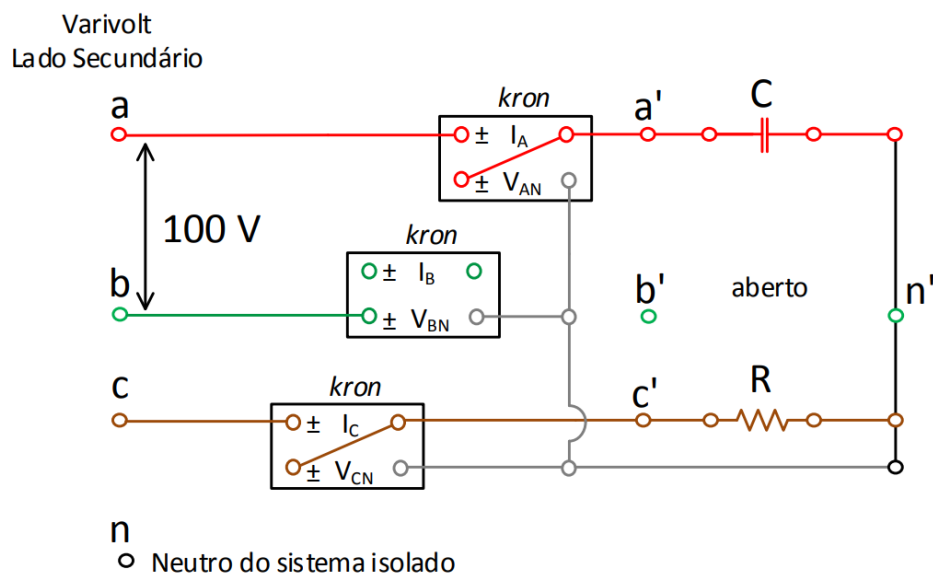 Varivolt
Lado Secundário
a
kron
a'
C
± I_A
± V_AN
100 V
kron
b
± I_B
± V_BN
b'
aberto
n'
c
kron
c'
R
± I_C
± V_CN
n
Neutro do sistema isolado